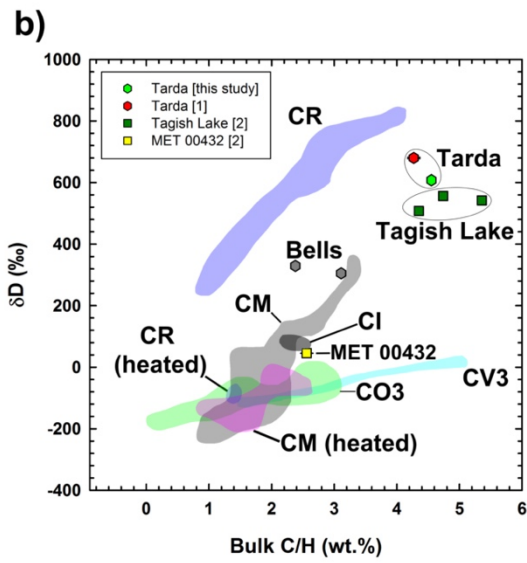 b)
1000
800
600
400
200
0
-200
-400
δD (‰)
Tarda [this study]
Tarda [1]
Tagish Lake [2]
MET 00432 [2]
CR
Tarda
Tagish Lake
Bells
CM
CI
CR
(heated)
MET 00432
CV3
CO3
CM (heated)
0 1 2 3 4 5 6
Bulk C/H (wt.%)